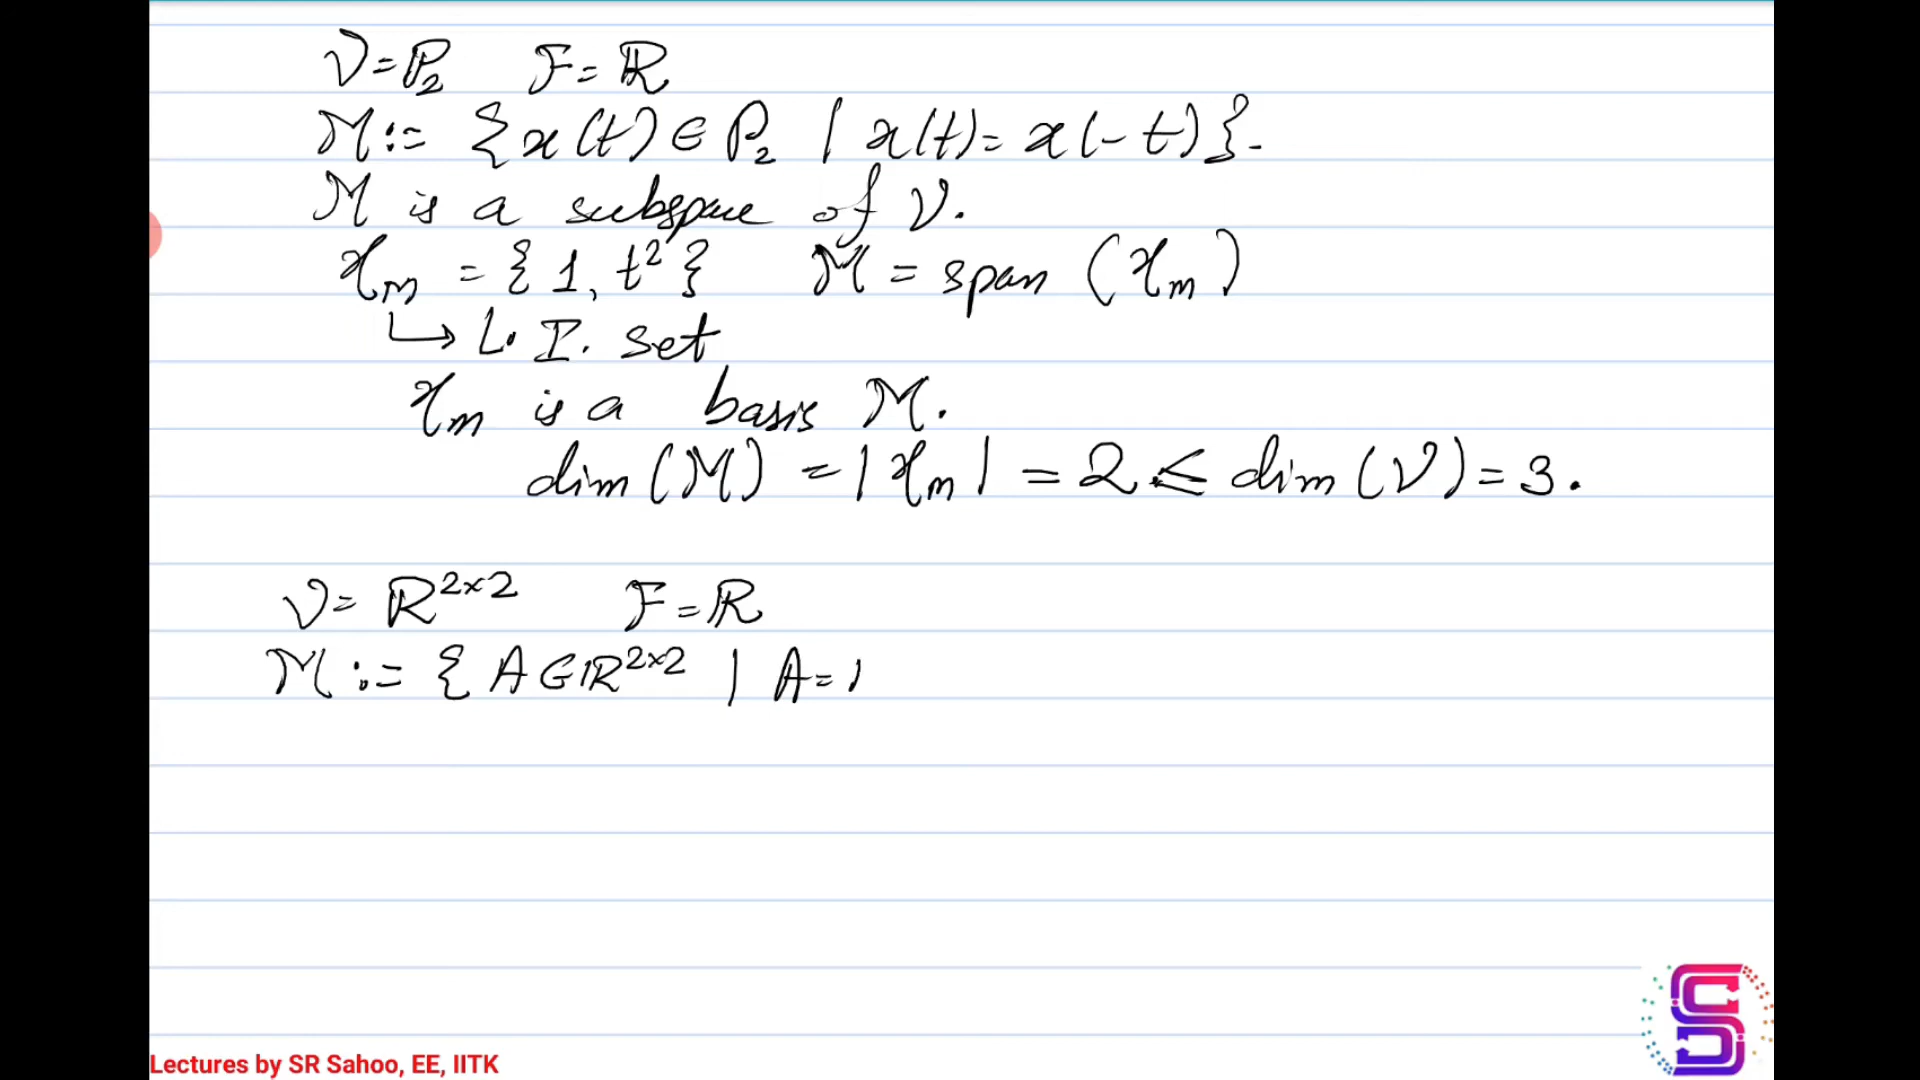 V = P₂ F = ℝ
M := {x(t) ∈ P₂ | x(t) = x(-t)}.
M is a subspace of V.
X_m = {1, t²} M = span (X_m)
↳ L. I. set
X_m is a basis M.
dim (M) = |X_m| = 2 ≤ dim (V) = 3.
V = ℝ^{2×2} F = ℝ
M := { A ∈ ℝ^{2×2} | A =
Lectures by SR Sahoo, EE, IITK